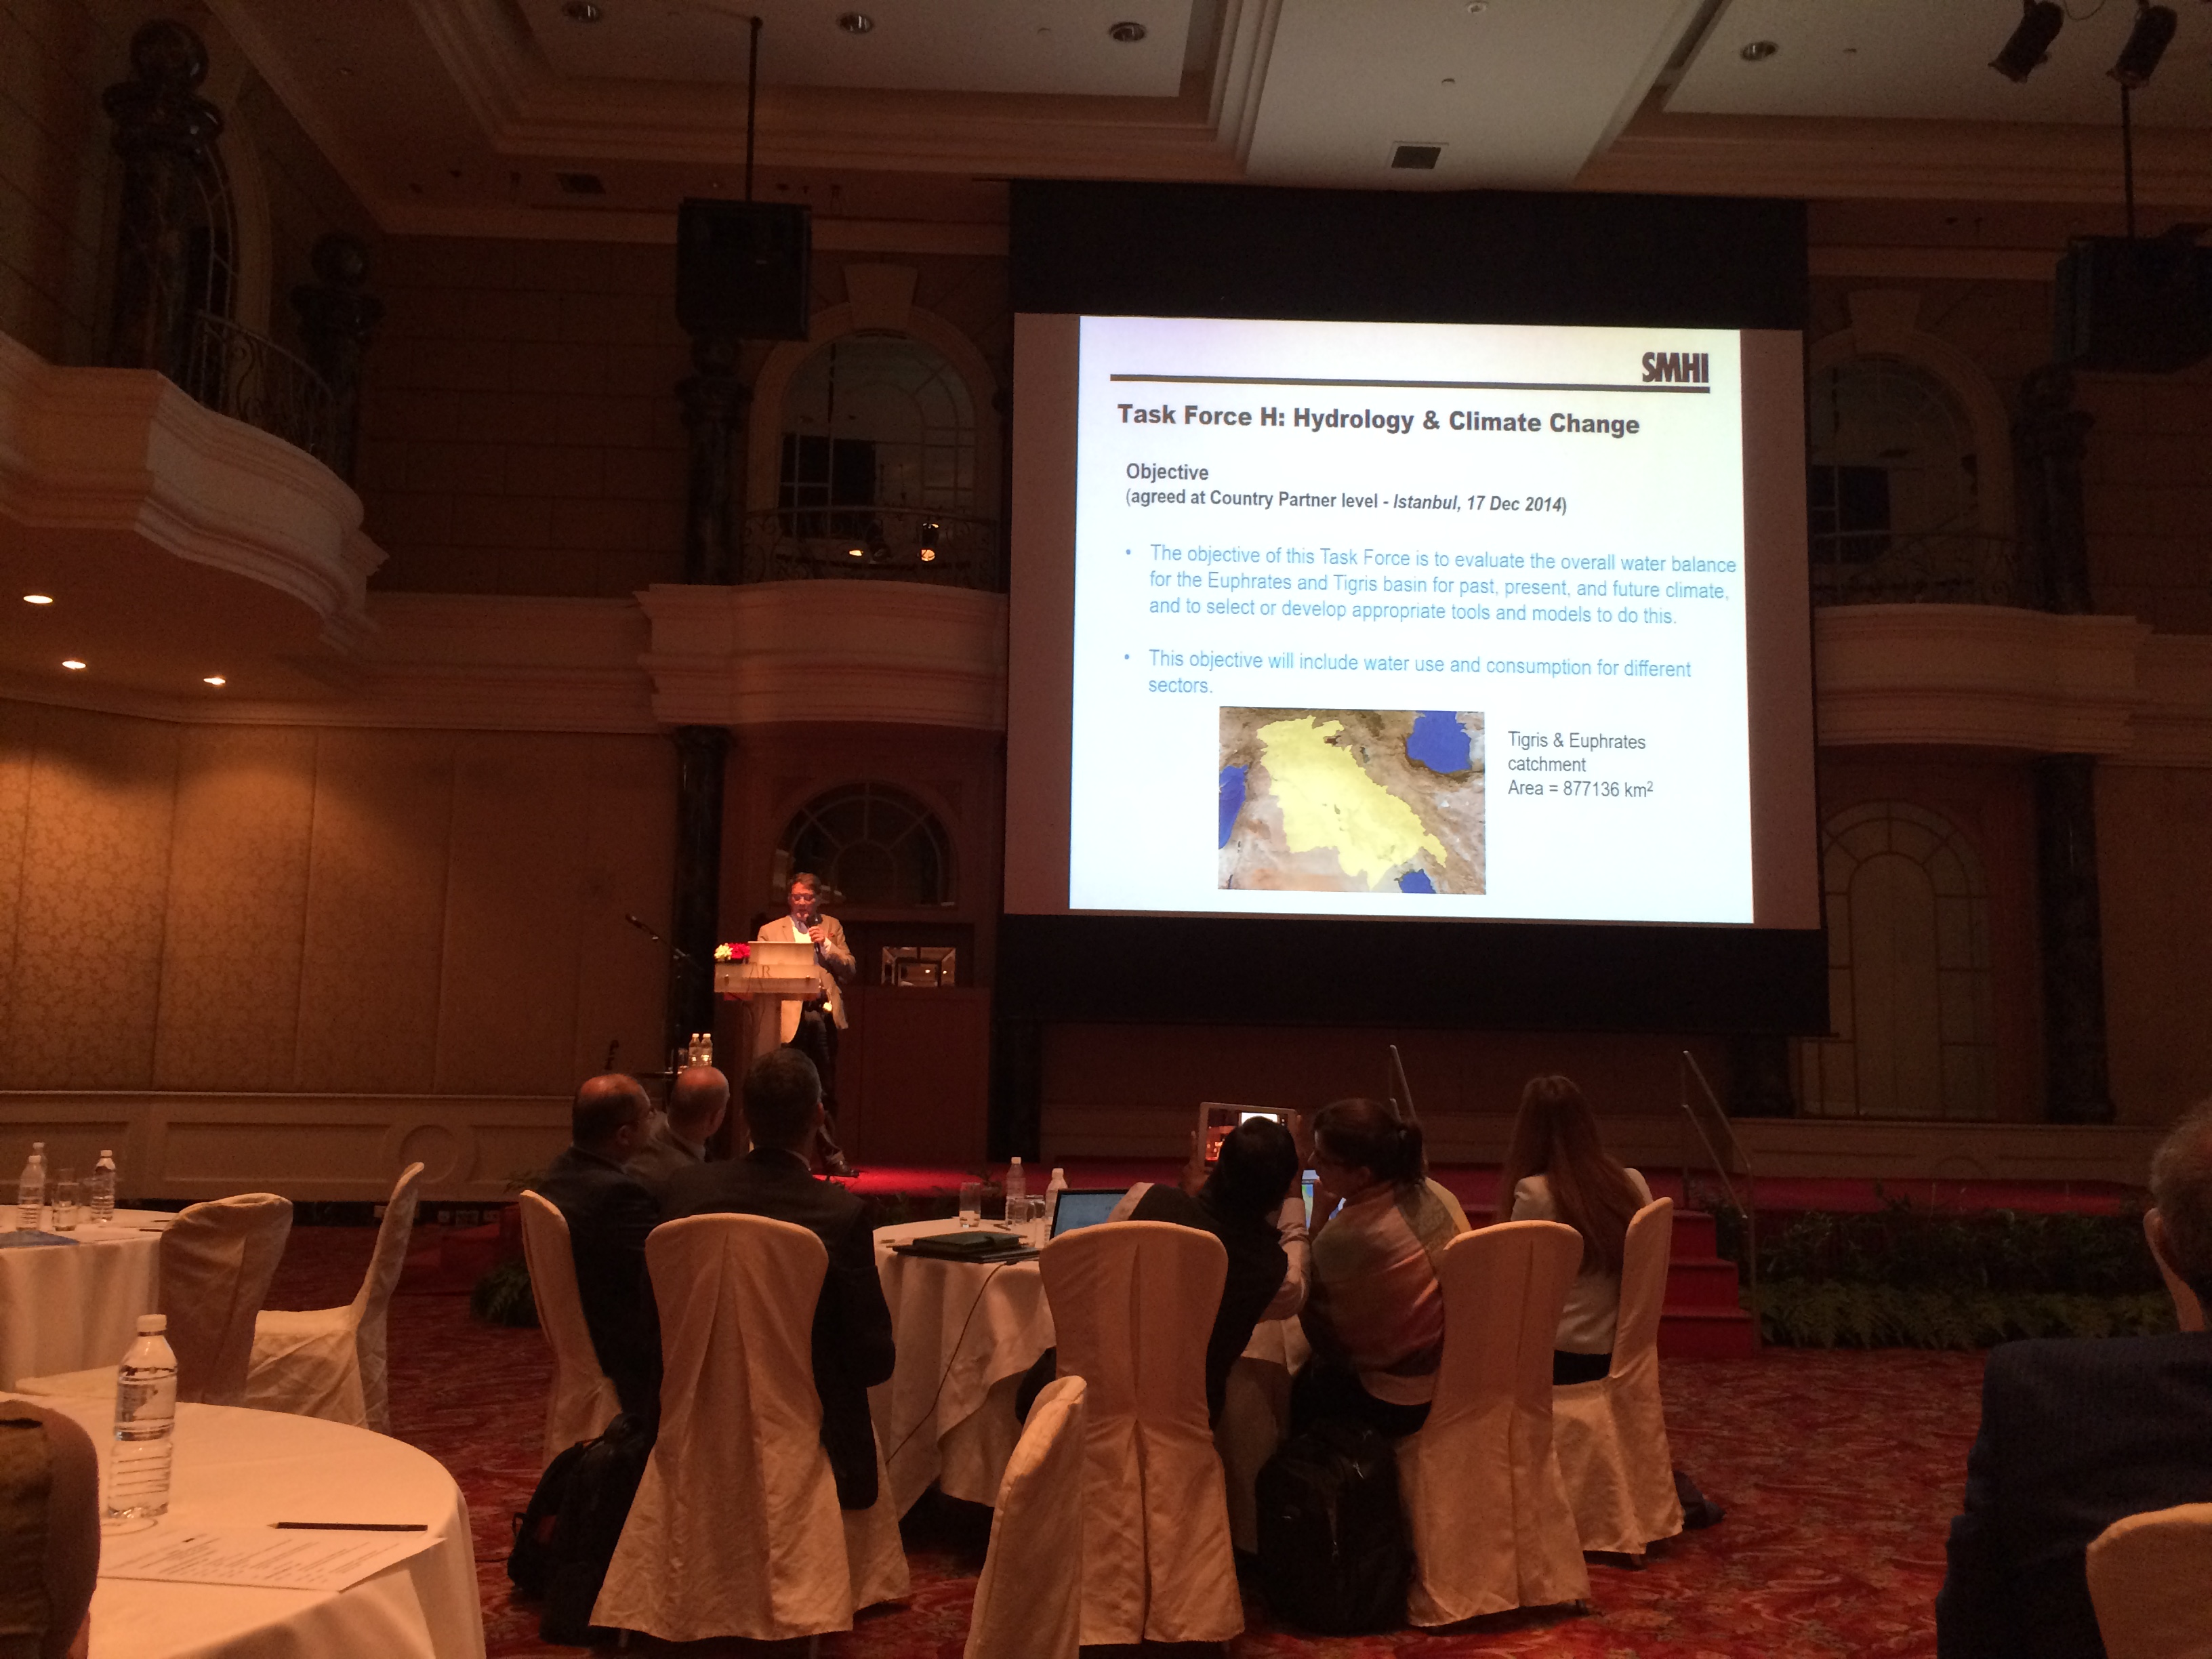 SMHI
Task Force H: Hydrology & Climate Change
Objective
(agreed at Country Partner level - Istanbul, 17 Dec 2014)
• The objective of this Task Force is to evaluate the overall water balance
for the Euphrates and Tigris basin for past, present, and future climate,
and to select or develop appropriate tools and models to do this.
• This objective will include water use and consumption for different
sectors.
Tigris & Euphrates
catchment
Area = 877136 km²